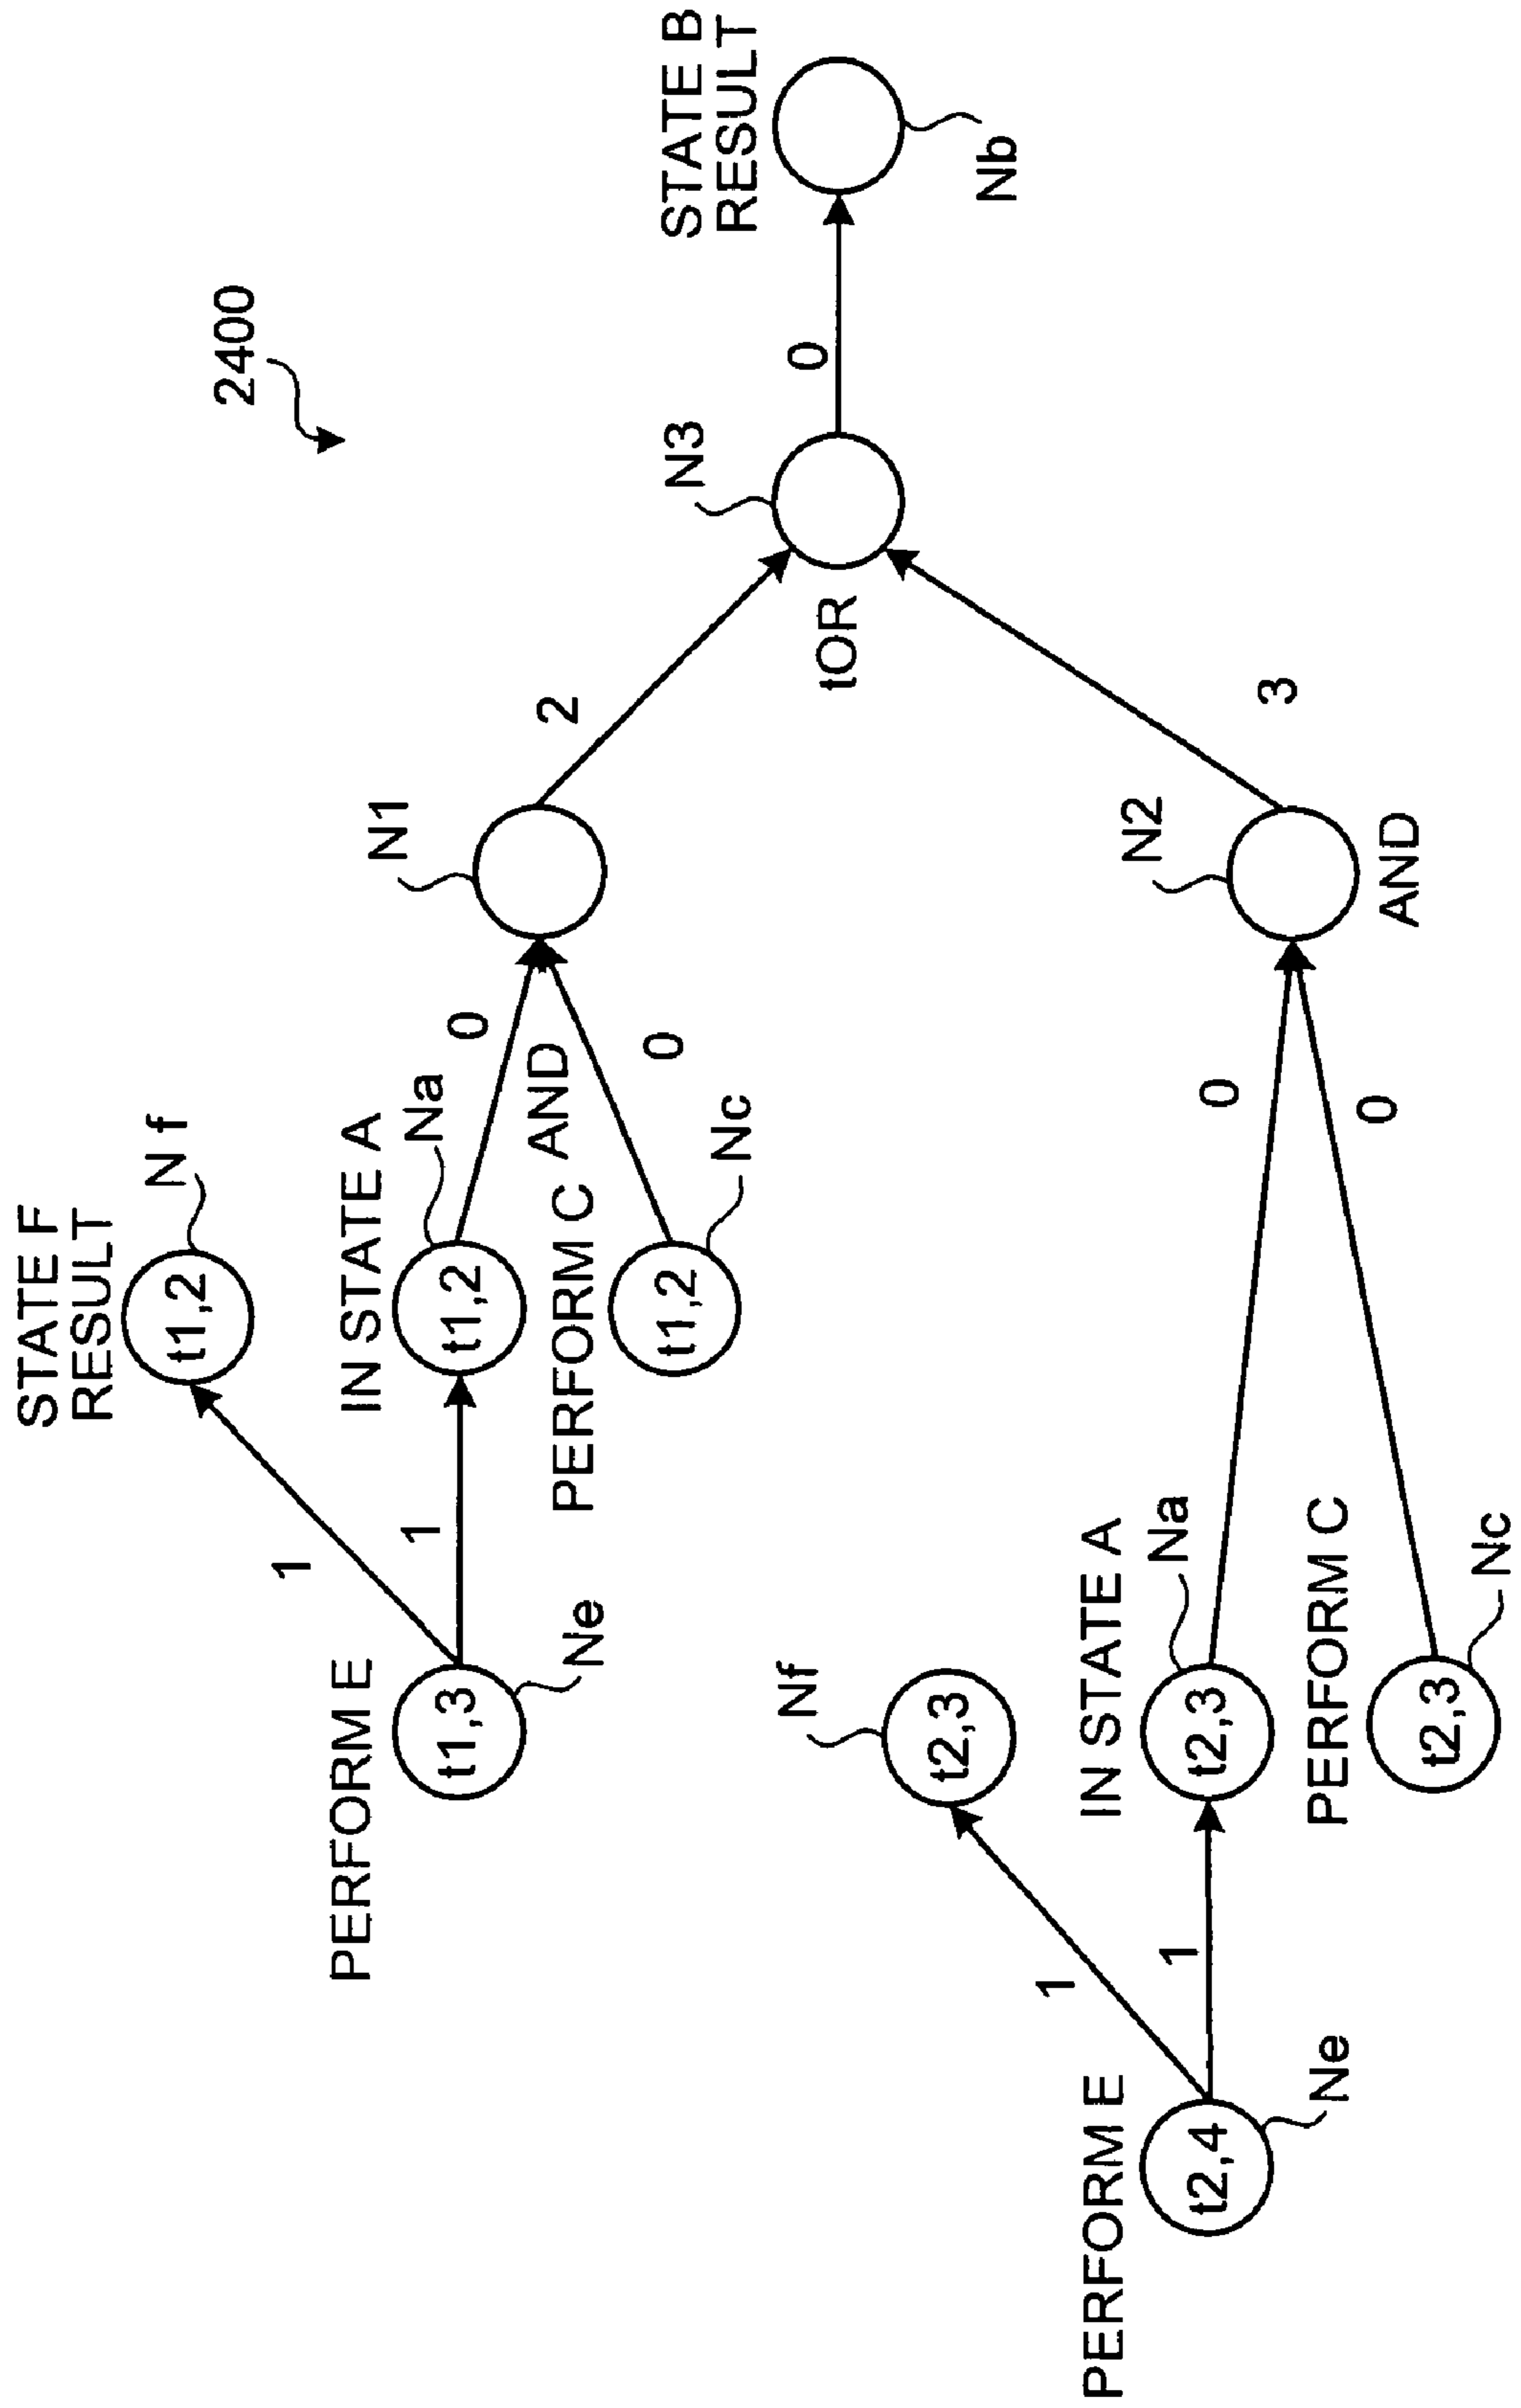 2400
STATE F
RESULT
N f
t1,2
PERFORM E
t1,3
Ne
1
1
IN STATE A
Na
t1,2
0
AND
PERFORM C
t1,2
Nc
0
N1
2
N3
tOR
0
STATE B
RESULT
Nb
Nf
t2,3
PERFORM E
t2,4
Ne
1
1
IN STATE A
Na
t2,3
0
PERFORM C
t2,3
Nc
0
N2
AND
3